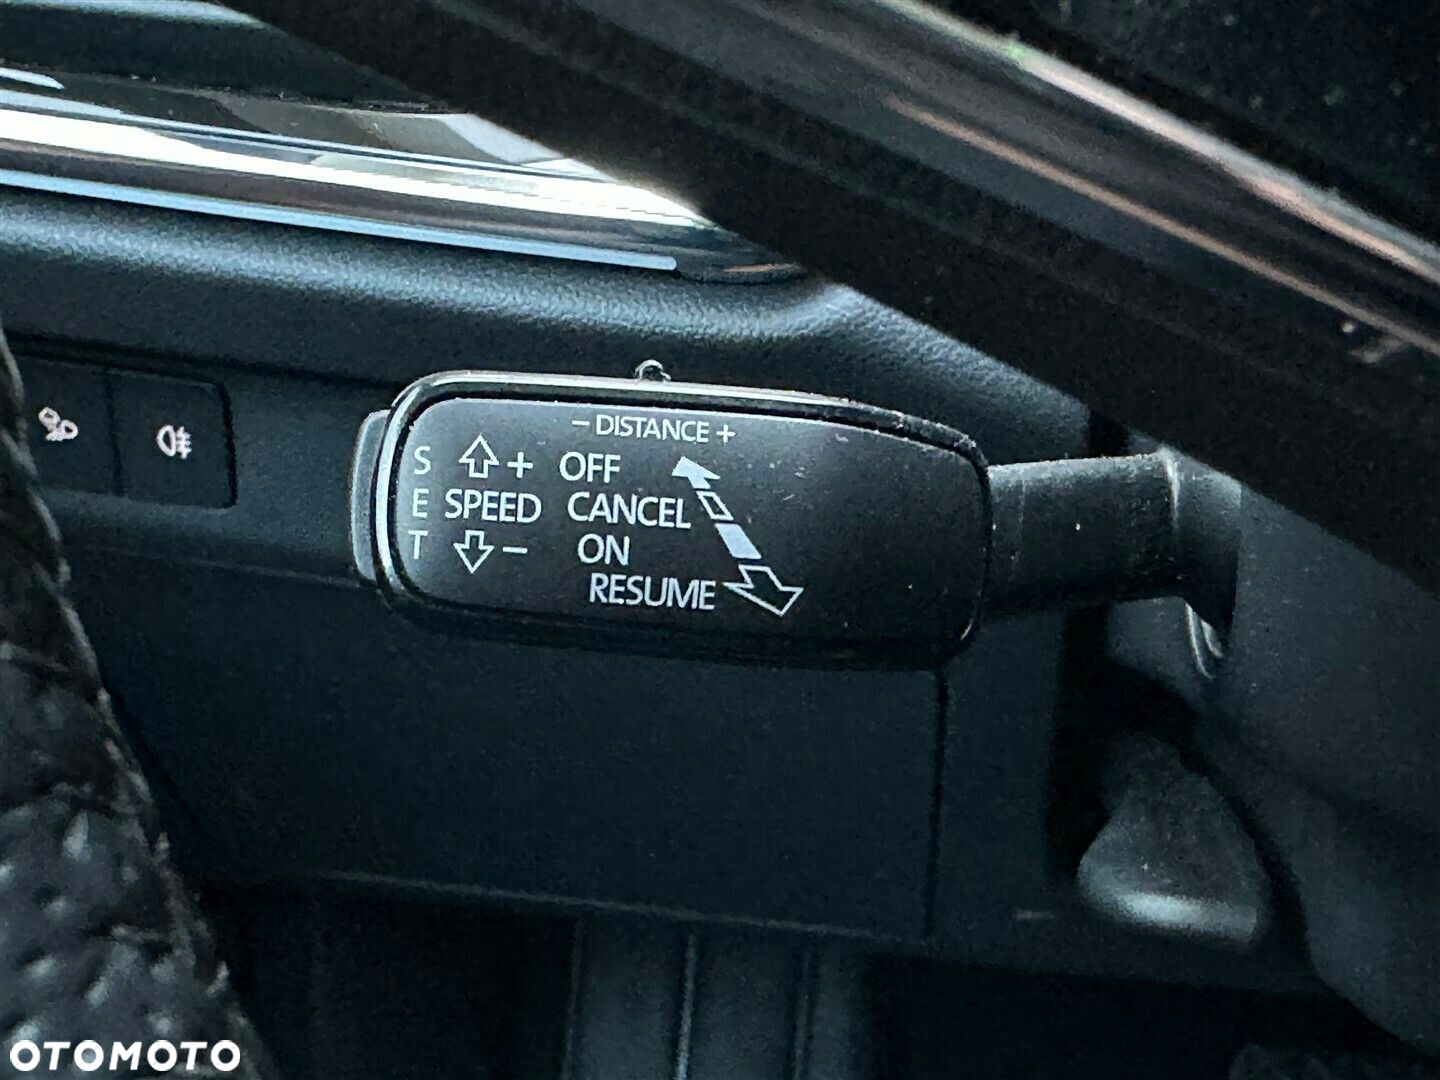 − DISTANCE +
S + OFF
E SPEED CANCEL
T − ON
RESUME
OTOMOTO